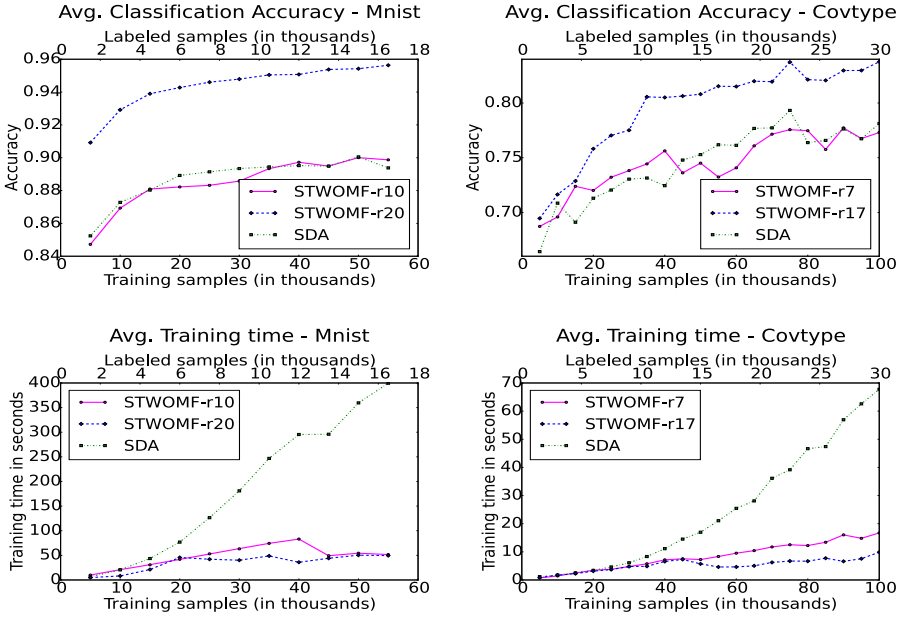 Avg. Classification Accuracy - Mnist
Labeled samples (in thousands)
0 2 4 6 8 10 12 14 16 18
0.96
0.94
0.92
0.90
0.88
0.86
0.84
Accuracy
STWOMF-r10
STWOMF-r20
SDA
0 10 20 30 40 50 60
Training samples (in thousands)
Avg. Classification Accuracy - Covtype
Labeled samples (in thousands)
0 5 10 15 20 25 30
0.80
0.75
0.70
Accuracy
STWOMF-r7
STWOMF-r17
SDA
0 20 40 60 80 100
Training samples (in thousands)
Avg. Training time - Mnist
Labeled samples (in thousands)
0 2 4 6 8 10 12 14 16 18
400
350
300
250
200
150
100
50
0
Training time in seconds
STWOMF-r10
STWOMF-r20
SDA
0 10 20 30 40 50 60
Training samples (in thousands)
Avg. Training time - Covtype
Labeled samples (in thousands)
0 5 10 15 20 25 30
70
60
50
40
30
20
10
0
Training time in seconds
STWOMF-r7
STWOMF-r17
SDA
0 20 40 60 80 100
Training samples (in thousands)